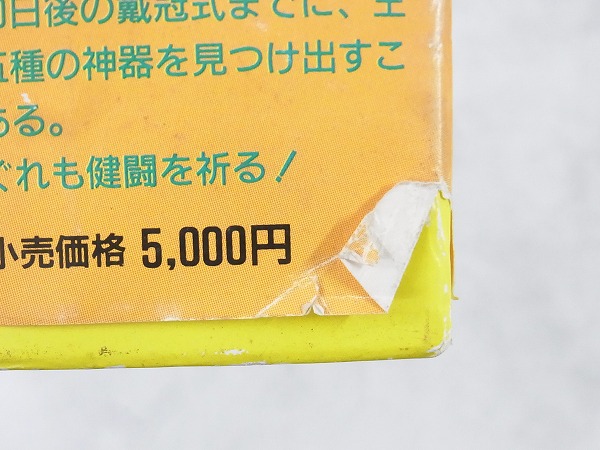 日後の戴冠式までに、王
種の神器を見つけ出すこ
ある。
ぐれも健闘を祈る！
小売価格 5,000円